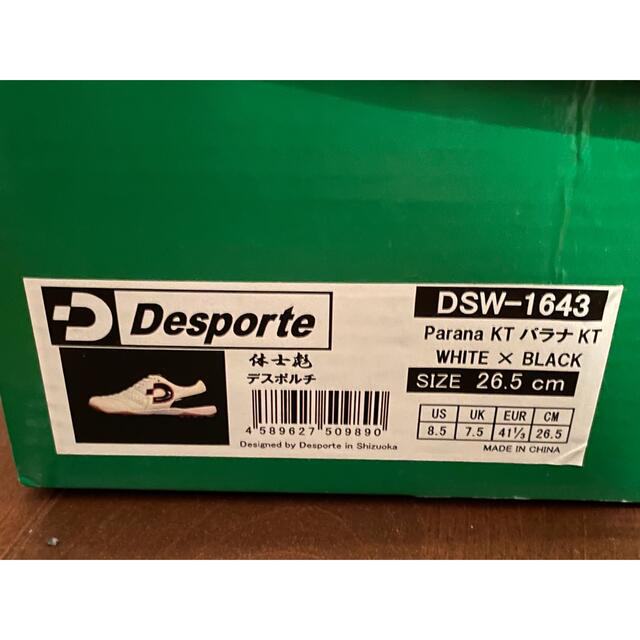 Desporte
体士彪
デスポルチ
4 589627 509890
Designed by Desporte in Shizuoka
DSW-1643
Parana KT パラナ KT
WHITE × BLACK
SIZE 26.5 cm
US UK EUR CM
8.5 7.5 41⅓ 26.5
MADE IN CHINA